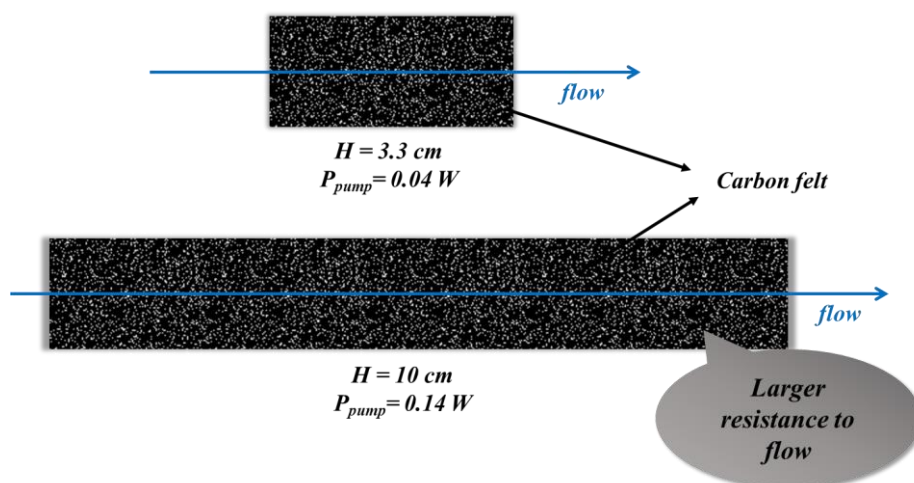 flow
H = 3.3 cm
P_pump= 0.04 W
Carbon felt
flow
H = 10 cm
P_pump= 0.14 W
Larger
resistance to
flow